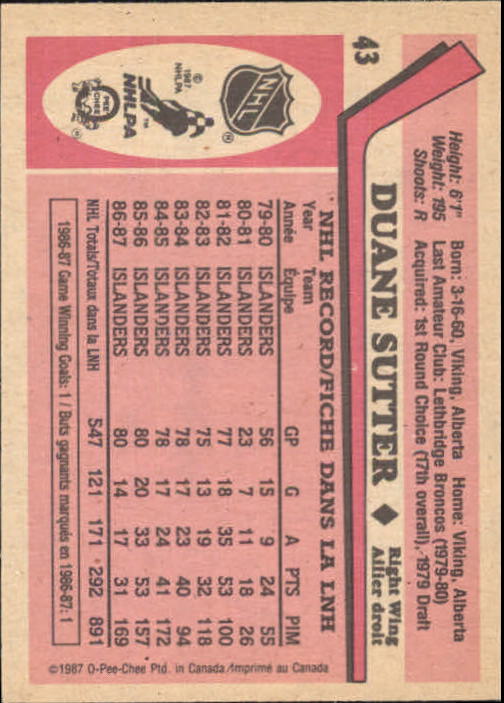 43
Height: 6'1" Born: 3-16-60, Viking, Alberta Home: Viking, Alberta
Weight: 195 Last Amateur Club: Lethbridge Broncos (1979-80)
Shoots: R Acquired: 1st Round Choice (17th overall), 1979 Draft
DUANE SUTTER ♦ Right Wing
Ailier droit
NHL
®
© 1987 NHLPA
NHLPA
™
O PEE CHEE
NHL RECORD/FICHE DANS LA LNH
Year Team GP G A PTS PIM
Année Équipe
79-80 ISLANDERS 56 15 9 24 55
80-81 ISLANDERS 23 7 11 18 26
81-82 ISLANDERS 77 18 35 53 100
82-83 ISLANDERS 75 13 19 32 118
83-84 ISLANDERS 78 17 23 40 94
84-85 ISLANDERS 78 17 24 41 172
85-86 ISLANDERS 80 20 33 53 157
86-87 ISLANDERS 80 14 17 31 169
NHL Totals/Totaux dans la LNH 547 121 171 292 891
1986-87 Game Winning Goals: 1 / Buts gagnants marqués en 1986-87: 1
©1987 O-Pee-Chee Ptd. in Canada/Imprimé au Canada